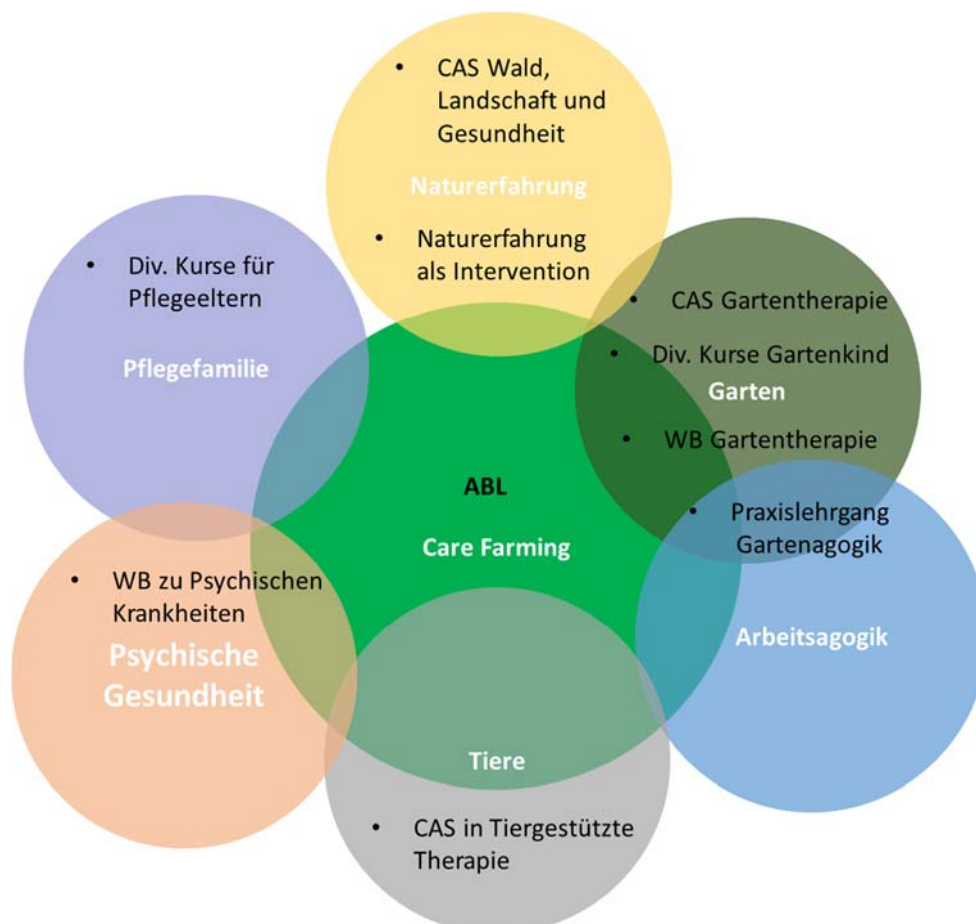 • CAS Wald,
Landschaft und
Gesundheit
Naturerfahrung
• Naturerfahrung
als Intervention
• Div. Kurse für
Pflegeeltern
Pflegefamilie
• CAS Gartentherapie
• Div. Kurse Gartenkind
Garten
• WB Gartentherapie
ABL
Care Farming
• Praxislehrgang
Gartenagogik
Arbeitsagogik
• WB zu Psychischen
Krankheiten
Psychische
Gesundheit
Tiere
• CAS in Tiergestützte
Therapie